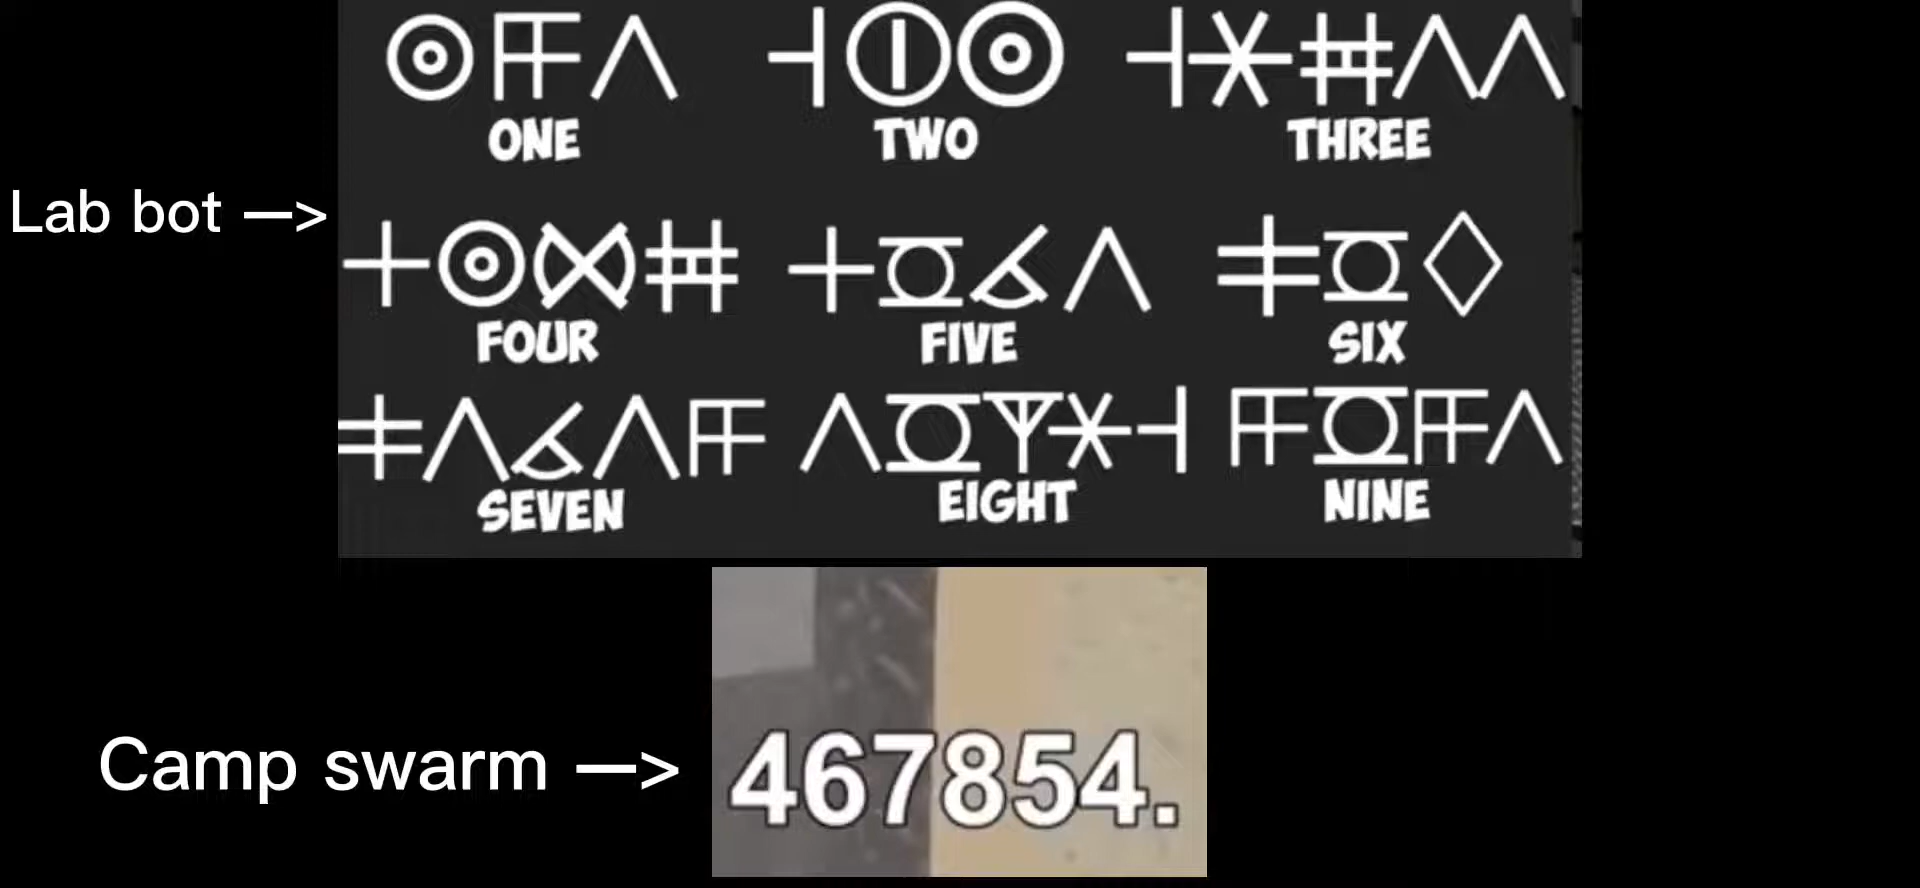 ONE TWO THREE
Lab bot —>
FOUR FIVE SIX
SEVEN EIGHT NINE
Camp swarm —> 467854.